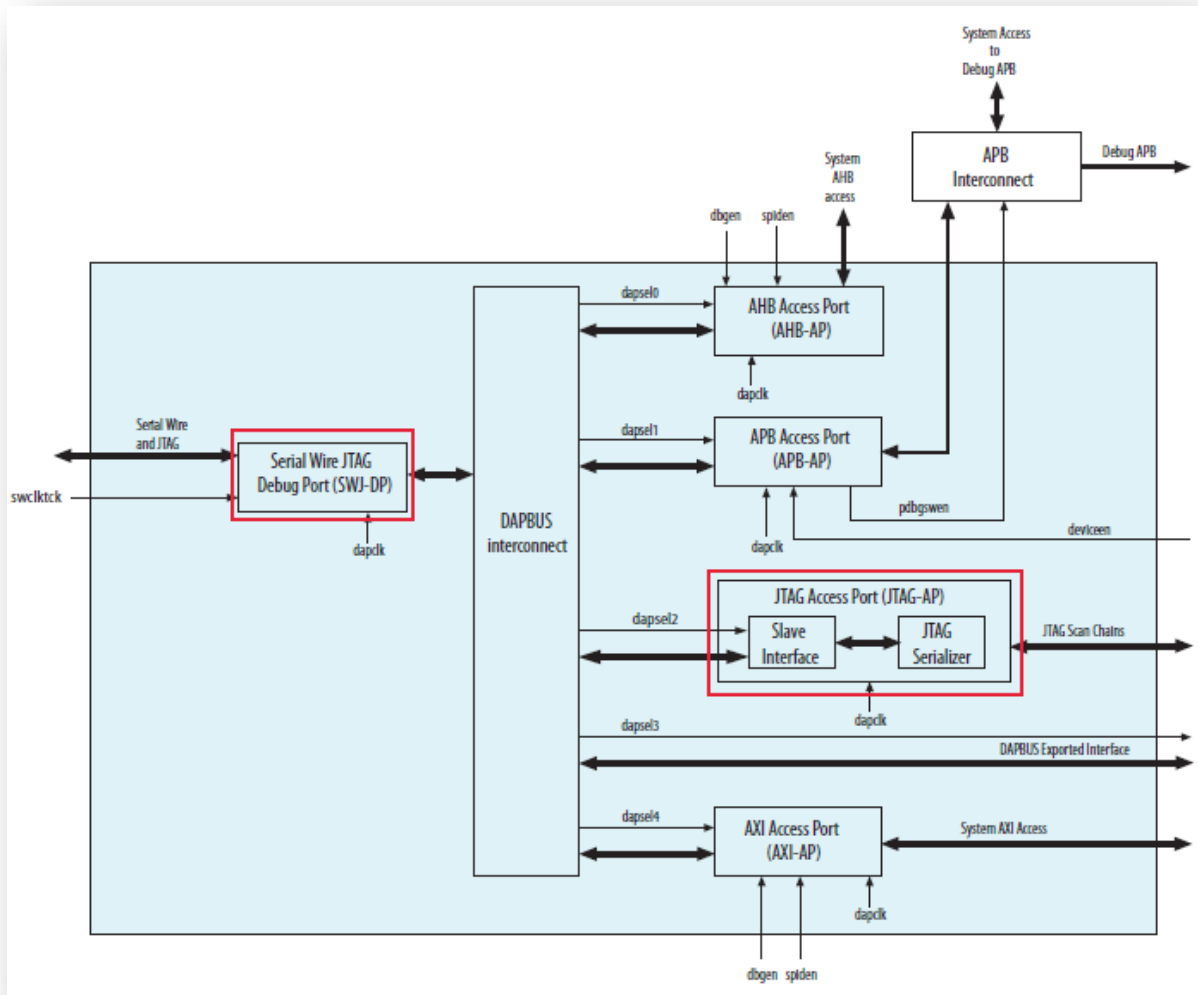 System Access
to
Debug APB
APB
Interconnect
Debug APB
System
AHB
access
dbgen
spiden
dapsel0
AHB Access Port
(AHB-AP)
dapclk
Serial Wire
and JTAG
Serial Wire JTAG
Debug Port (SWJ-DP)
swclktck
dapclk
DAPBUS
interconnect
dapsel1
APB Access Port
(APB-AP)
dapclk
pdbgswen
deviceen
JTAG Access Port (JTAG-AP)
dapsel2
Slave
Interface
JTAG
Serializer
JTAG Scan Chains
dapclk
dapsel3
DAPBUS Exported Interface
dapsel4
AXI Access Port
(AXI-AP)
System AXI Access
dapclk
dbgen
spiden